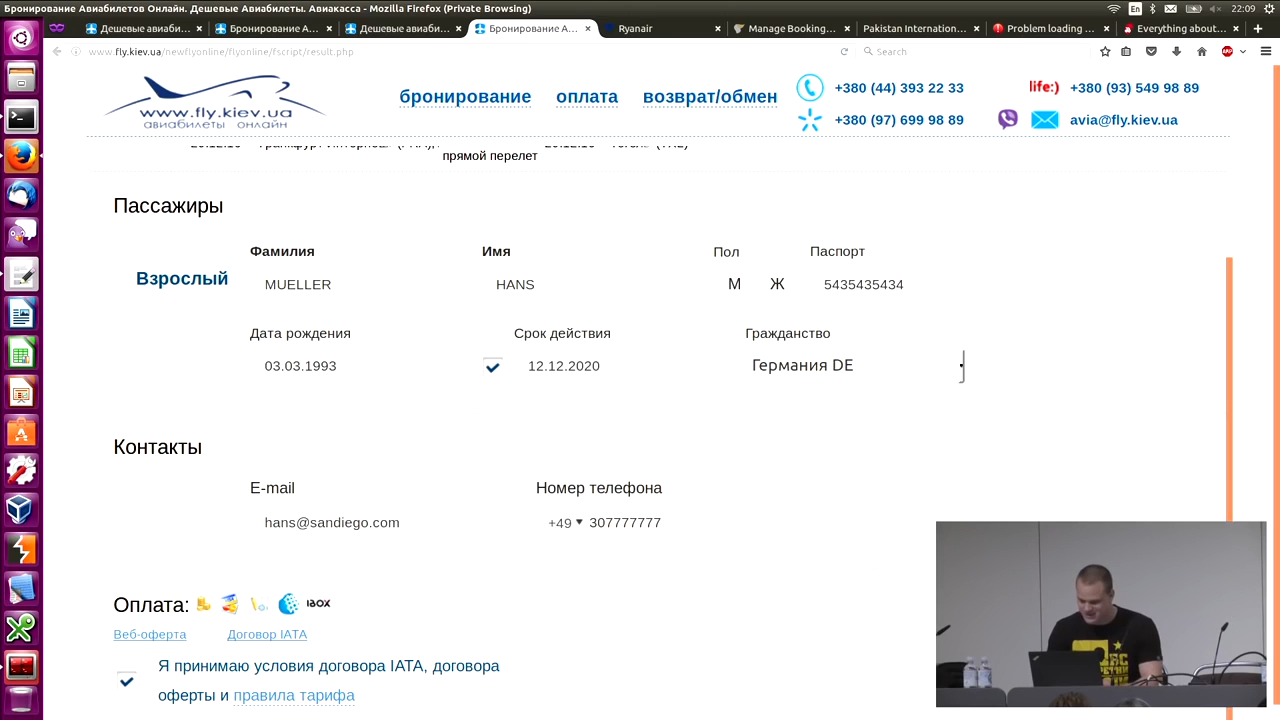 Бронирование Авиабилетов Онлайн. Дешевые Авиабилеты. Авиакасса - Mozilla Firefox (Private Browsing)
En
22:09
Дешевые авиаби...
Бронирование А...
Дешевые авиаби...
Бронирование А...
Ryanair
Manage Booking...
Pakistan Internation...
Problem loading ...
Everything about...
www.fly.kiev.ua/newflyonline/flyonline/fscript/result.php
Search
www.fly.kiev.ua
авиабилеты онлайн
бронирование
оплата
возврат/обмен
+380 (44) 393 22 33
life:)
+380 (93) 549 98 89
+380 (97) 699 98 89
avia@fly.kiev.ua
прямой перелет
Пассажиры
Фамилия
Имя
Пол
Паспорт
Взрослый
MUELLER
HANS
М
Ж
5435435434
Дата рождения
Срок действия
Гражданство
03.03.1993
12.12.2020
Германия DE
Контакты
E-mail
Номер телефона
hans@sandiego.com
+49
307777777
Оплата:
IBOX
Веб-оферта
Договор IATA
Я принимаю условия договора IATA, договора
оферты и правила тарифа